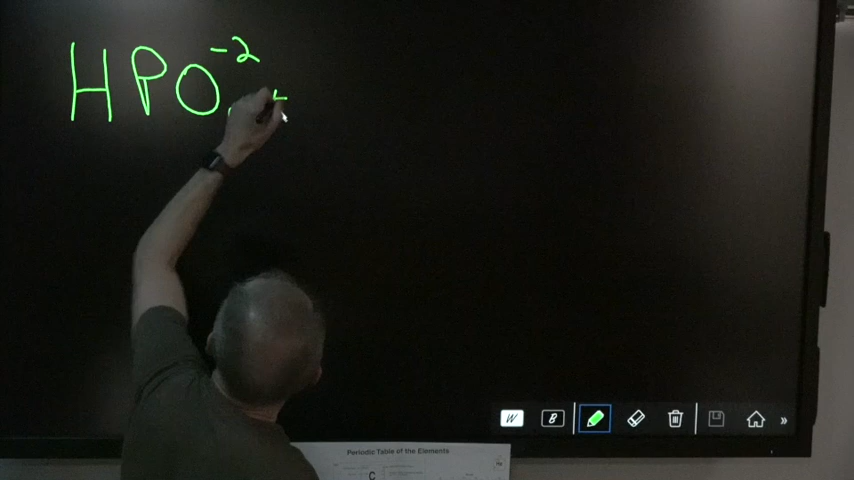 HPO⁻²
W B
Periodic Table of the Elements
C